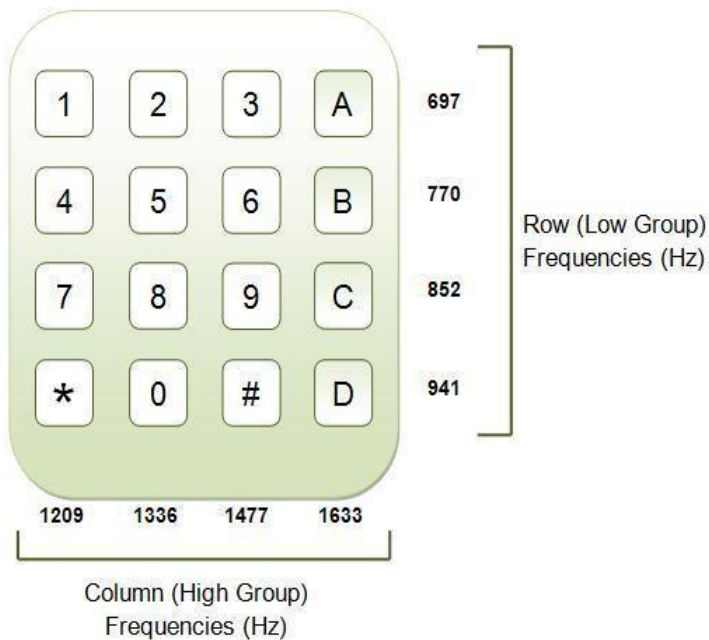 1 2 3 A 697
4 5 6 B 770
Row (Low Group)
Frequencies (Hz)
7 8 9 C 852
* 0 # D 941
1209 1336 1477 1633
Column (High Group)
Frequencies (Hz)